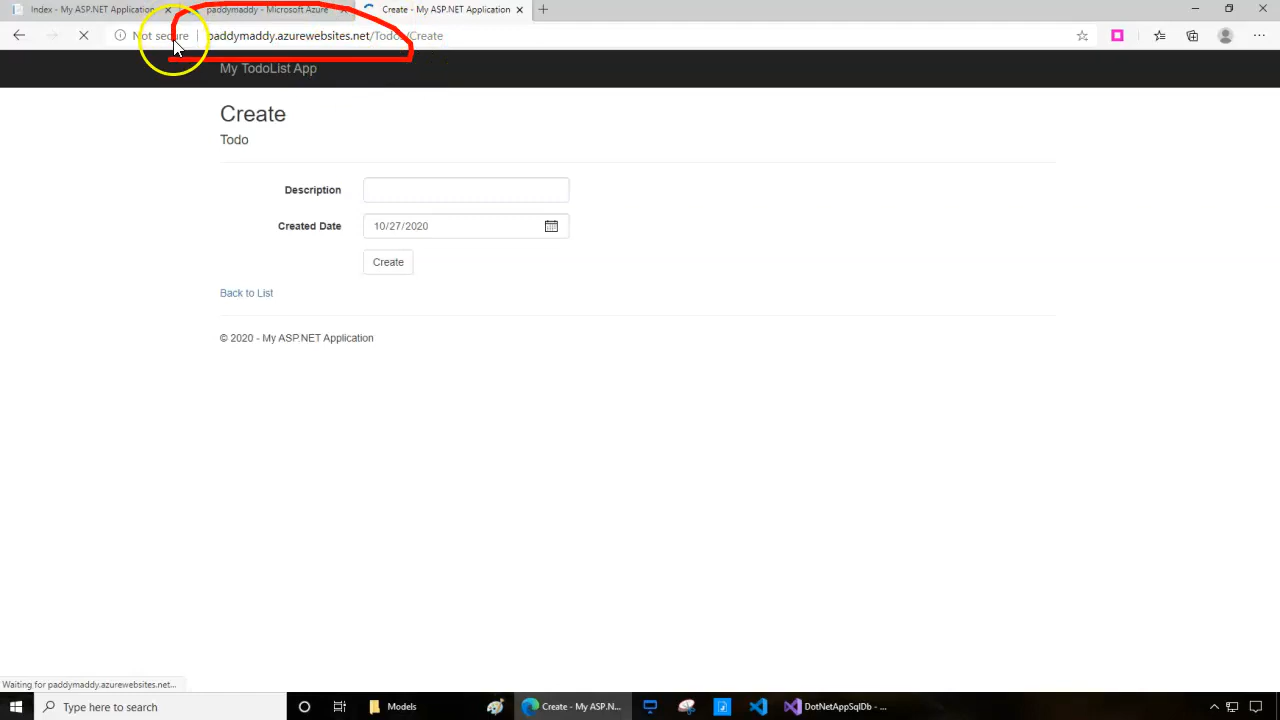 Index - My ASP.NET Application
paddymaddy - Microsoft Azure
Create - My ASP.NET Application
Not secure
paddymaddy.azurewebsites.net/Todos/Create
My TodoList App
Create
Todo
Description
Created Date
10/27/2020
Create
Back to List
© 2020 - My ASP.NET Application
Waiting for paddymaddy.azurewebsites.net...
Type here to search
Models
Create - My ASP.N...
DotNetAppSqlDb - ...